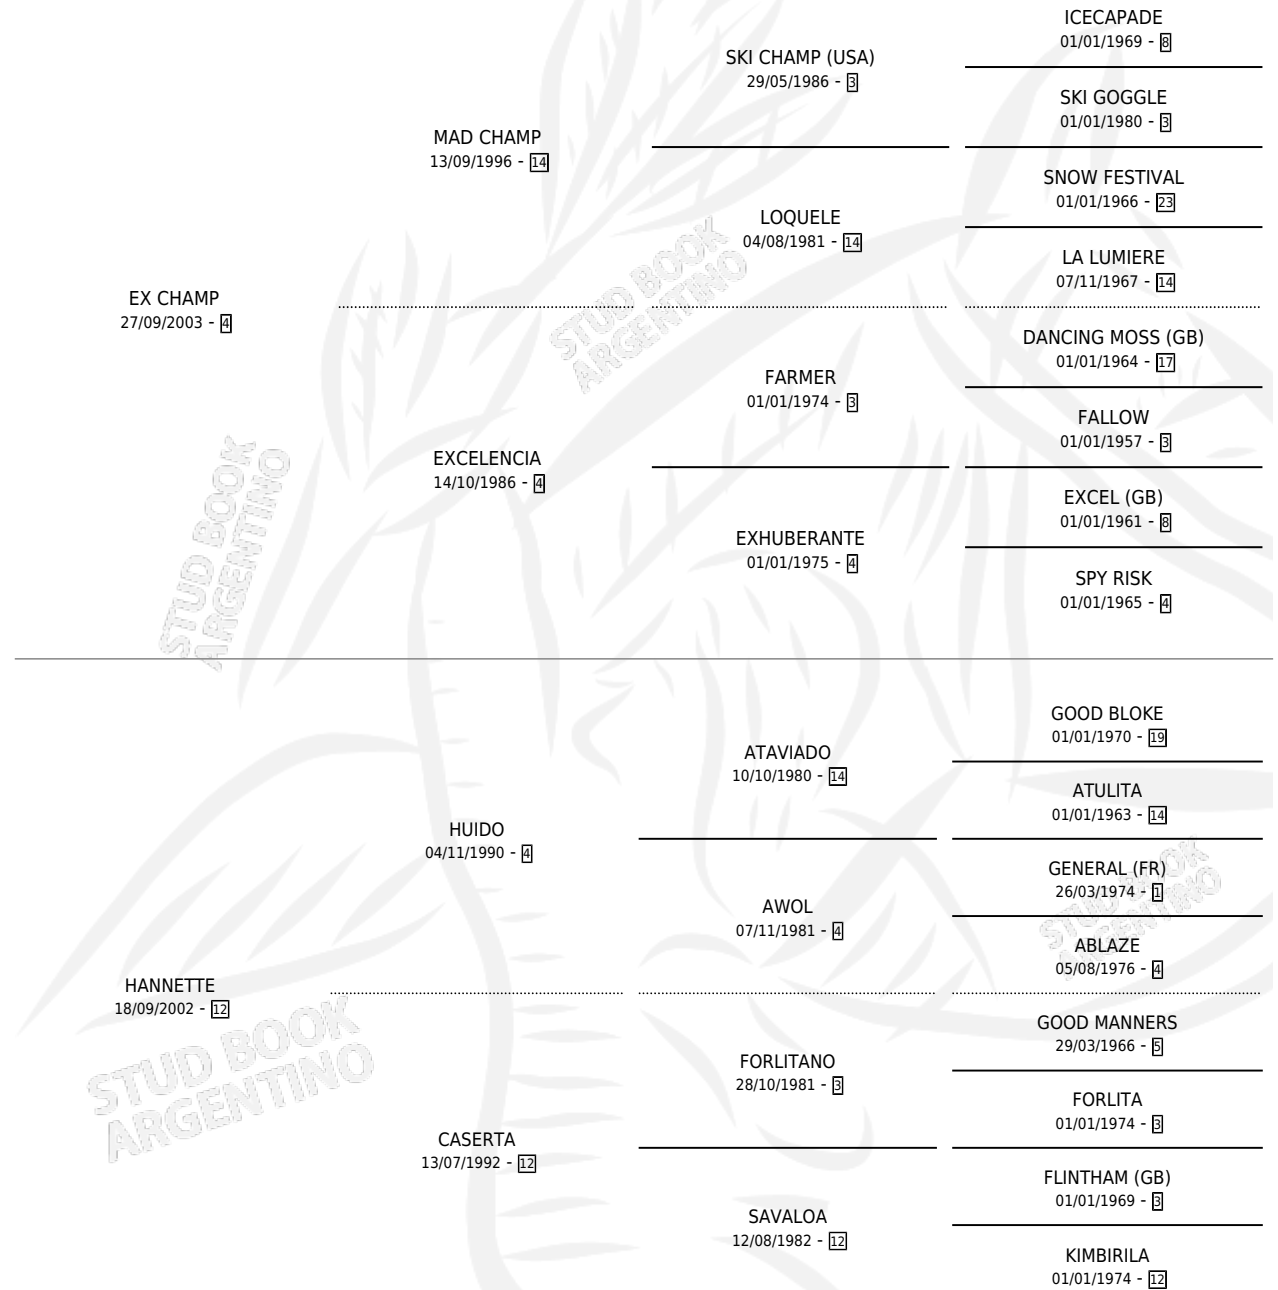 ICECAPADE
01/01/1969 - 8
SKI CHAMP (USA)
29/05/1986 - 3
SKI GOGGLE
01/01/1980 - 3
MAD CHAMP
13/09/1996 - 14
SNOW FESTIVAL
01/01/1966 - 23
LOQUELE
04/08/1981 - 14
LA LUMIERE
07/11/1967 - 14
EX CHAMP
27/09/2003 - 4
DANCING MOSS (GB)
01/01/1964 - 17
FARMER
01/01/1974 - 3
FALLOW
01/01/1957 - 3
EXCELENCIA
14/10/1986 - 4
EXCEL (GB)
01/01/1961 - 8
EXHUBERANTE
01/01/1975 - 4
SPY RISK
01/01/1965 - 4
STUD BOOK
ARGENTINO
STUD BOOK
ARGENTINO
GOOD BLOKE
01/01/1970 - 19
ATAVIADO
10/10/1980 - 14
ATULITA
01/01/1963 - 14
HUIDO
04/11/1990 - 4
GENERAL (FR)
26/03/1974 - 1
AWOL
07/11/1981 - 4
ABLAZE
05/08/1976 - 4
HANNETTE
18/09/2002 - 12
GOOD MANNERS
29/03/1966 - 5
FORLITANO
28/10/1981 - 3
FORLITA
01/01/1974 - 3
CASERTA
13/07/1992 - 12
FLINTHAM (GB)
01/01/1969 - 3
SAVALOA
12/08/1982 - 12
KIMBIRILA
01/01/1974 - 12
STUD BOOK
ARGENTINO
STUD BOOK
ARGENTINO